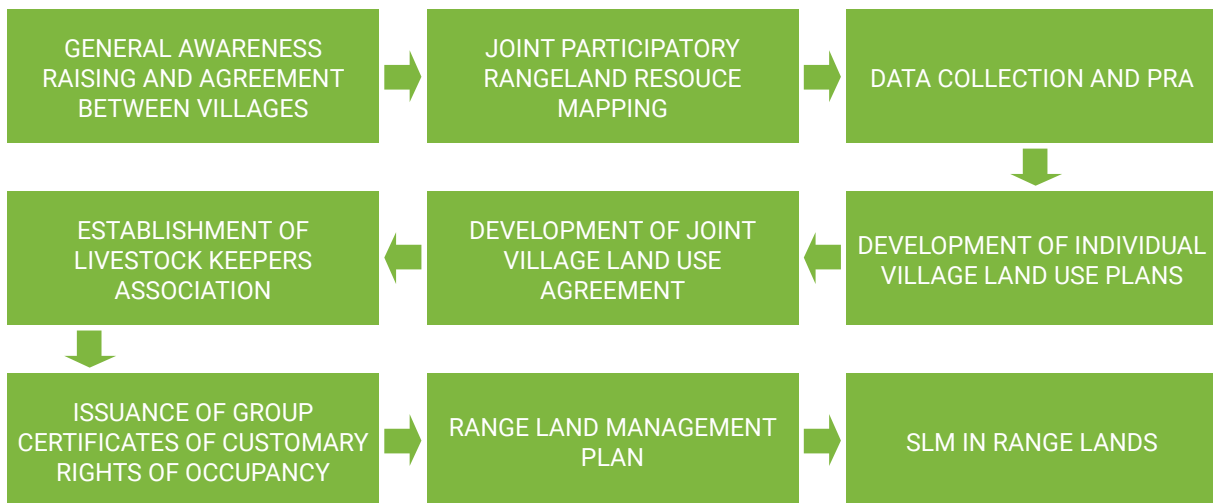 GENERAL AWARENESS
RAISING AND AGREEMENT
BETWEEN VILLAGES
JOINT PARTICIPATORY
RANGELAND RESOUCE
MAPPING
DATA COLLECTION AND PRA
DEVELOPMENT OF INDIVIDUAL
VILLAGE LAND USE PLANS
DEVELOPMENT OF JOINT
VILLAGE LAND USE
AGREEMENT
ESTABLISHMENT OF
LIVESTOCK KEEPERS
ASSOCIATION
ISSUANCE OF GROUP
CERTIFICATES OF CUSTOMARY
RIGHTS OF OCCUPANCY
RANGE LAND MANAGEMENT
PLAN
SLM IN RANGE LANDS